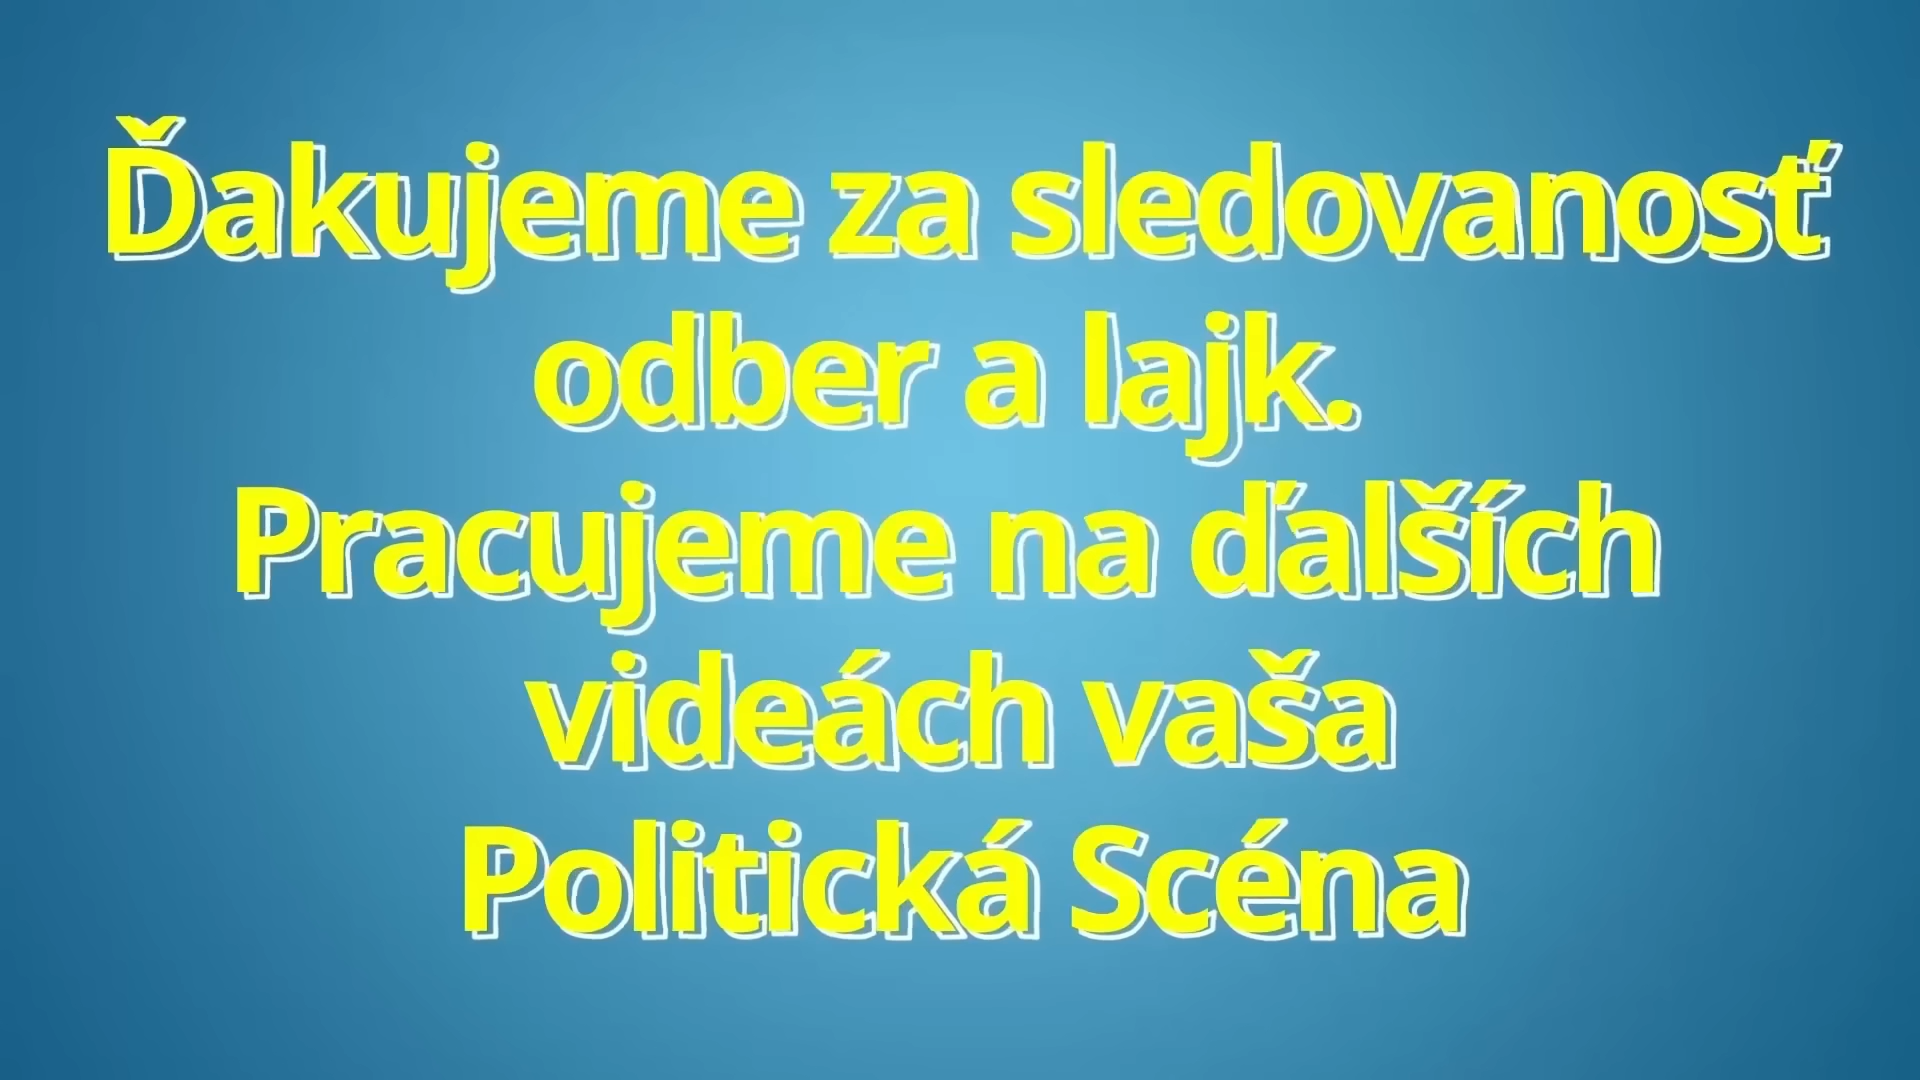 Ďakujeme za sledovanosť
odber a lajk.
Pracujeme na ďalších
videách vaša
Politická Scéna